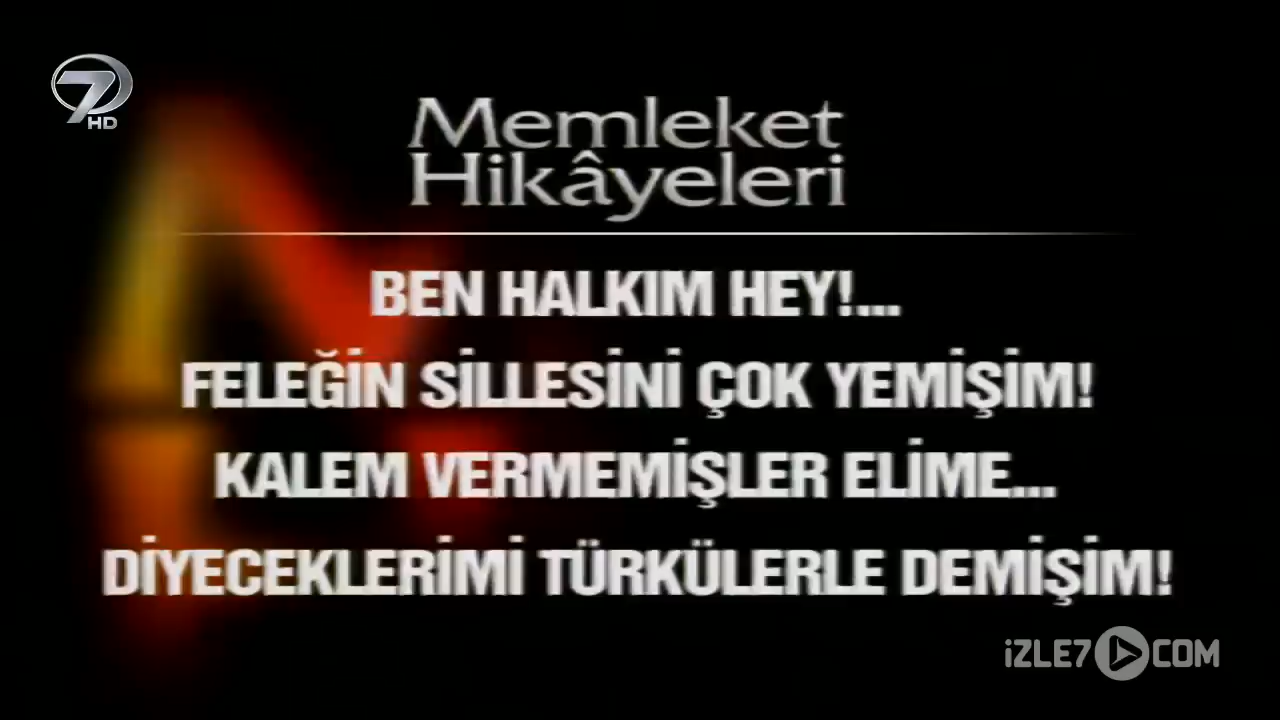 7
HD
Memleket
Hikâyeleri
BEN HALKIM HEY!....
FELEĞİN SİLLESİNİ ÇOK YEMİŞİM!
KALEM VERMEMİŞLER ELİME...
DİYECEKLERİMİ TÜRKÜLERLE DEMİŞİM!
İZLE7 COM